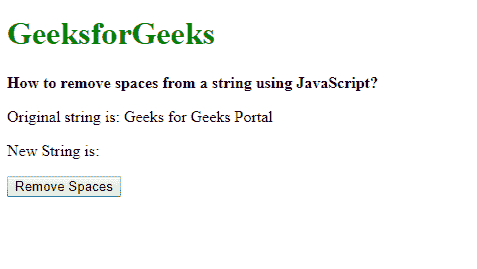 GeeksforGeeks
How to remove spaces from a string using JavaScript?
Original string is: Geeks for Geeks Portal
New String is:
Remove Spaces